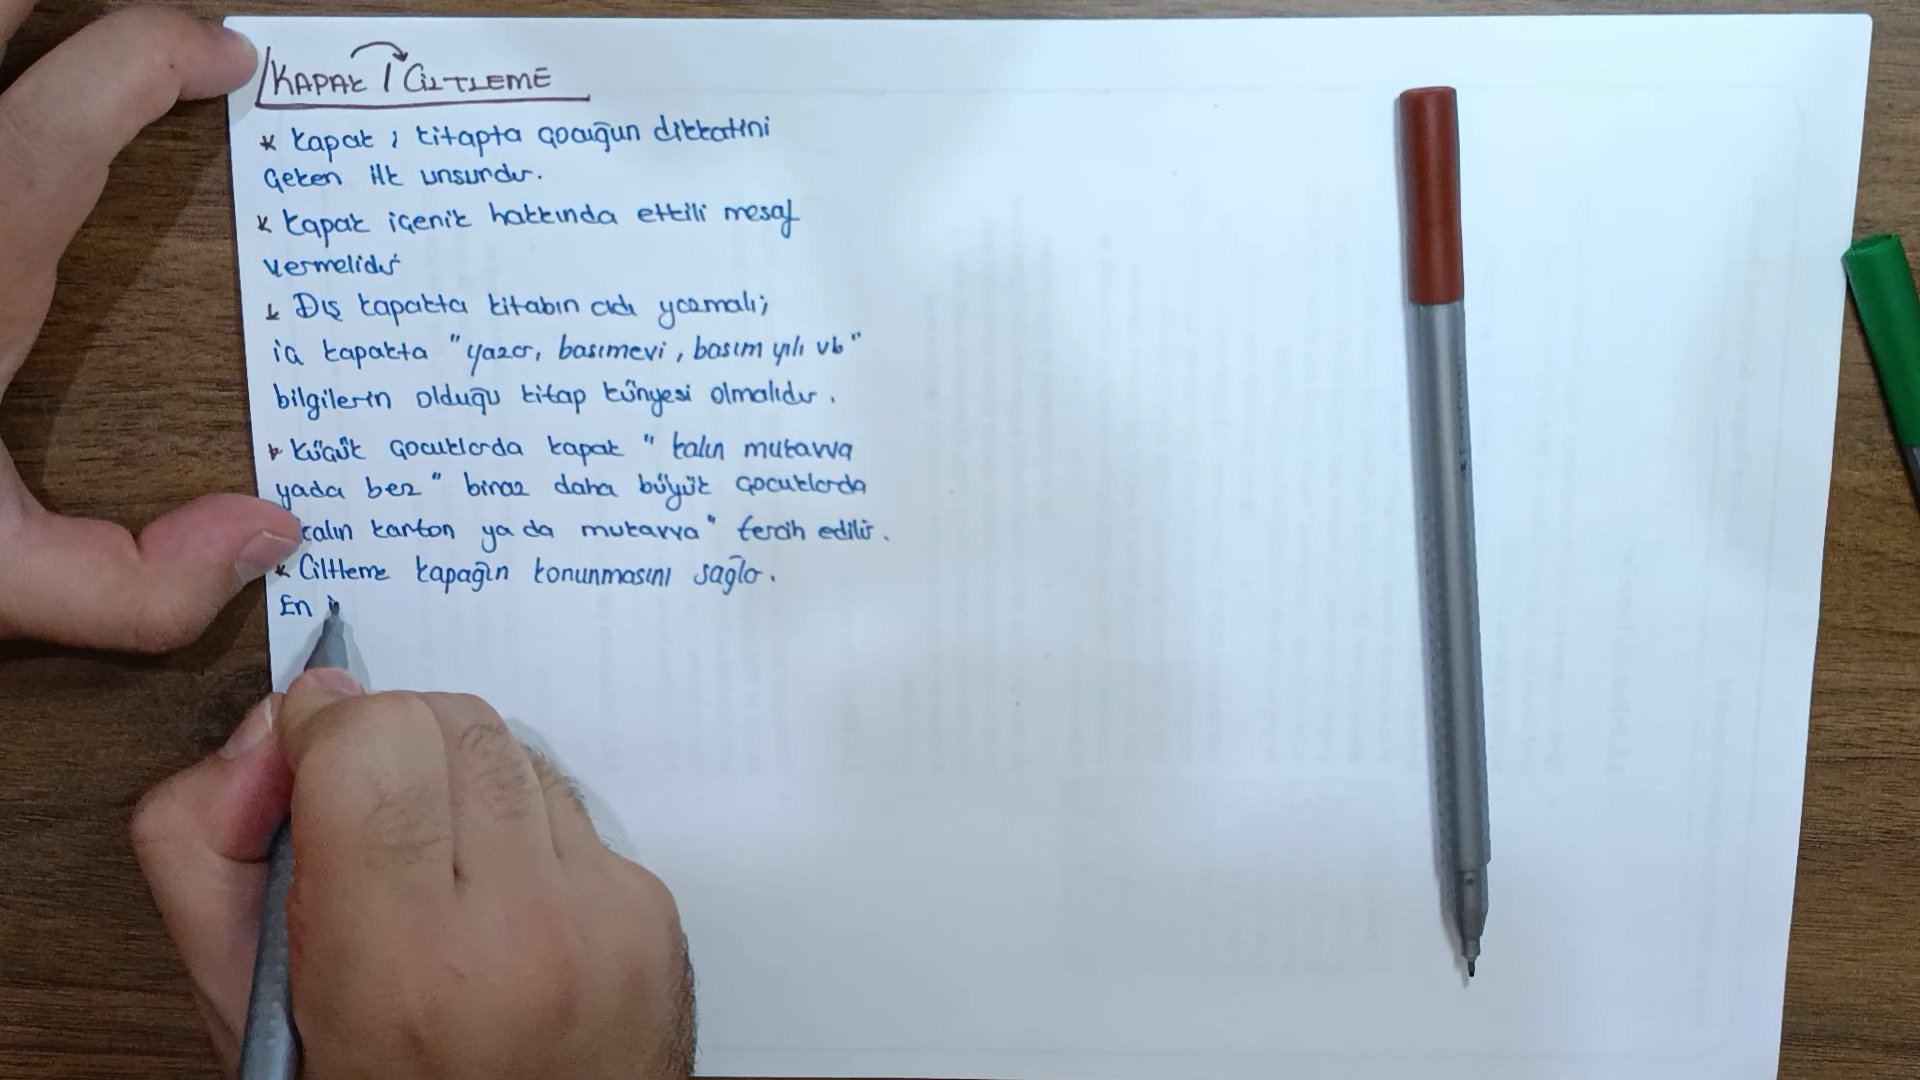 KAPAK / CİLTLEME
* Kapak, kitapta çocuğun dikkatini
çeken ilk unsurdur.
* Kapak içerik hakkında etkili mesaj
vermelidir
* Dış kapakta kitabın adı yazmalı;
iç kapakta "yazar, basımevi, basım yılı vb"
bilgilerin olduğu kitap künyesi olmalıdır.
* Küçük çocuklarda kapak "kalın mukavva
yada bez" biraz daha büyük çocuklarda
kalın karton ya da mukavva" tercih edilir.
* Ciltleme kapağın korunmasını sağlar.
En